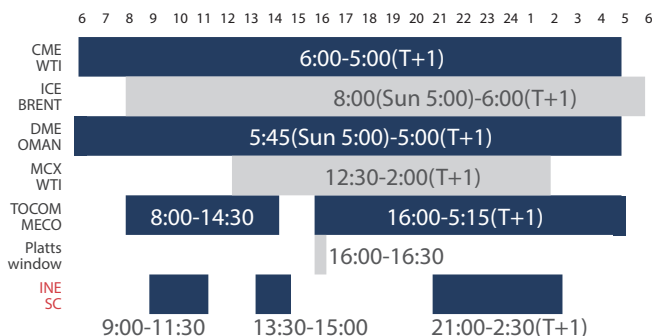 6 7 8 9 10 11 12 13 14 15 16 17 18 19 20 21 22 23 24 1 2 3 4 5 6
CME
WTI
6:00-5:00(T+1)
ICE
BRENT
8:00(Sun 5:00)-6:00(T+1)
DME
OMAN
5:45(Sun 5:00)-5:00(T+1)
MCX
WTI
12:30-2:00(T+1)
TOCOM
MECO
8:00-14:30 16:00-5:15(T+1)
Platts
window
16:00-16:30
INE
SC
9:00-11:30 13:30-15:00 21:00-2:30(T+1)